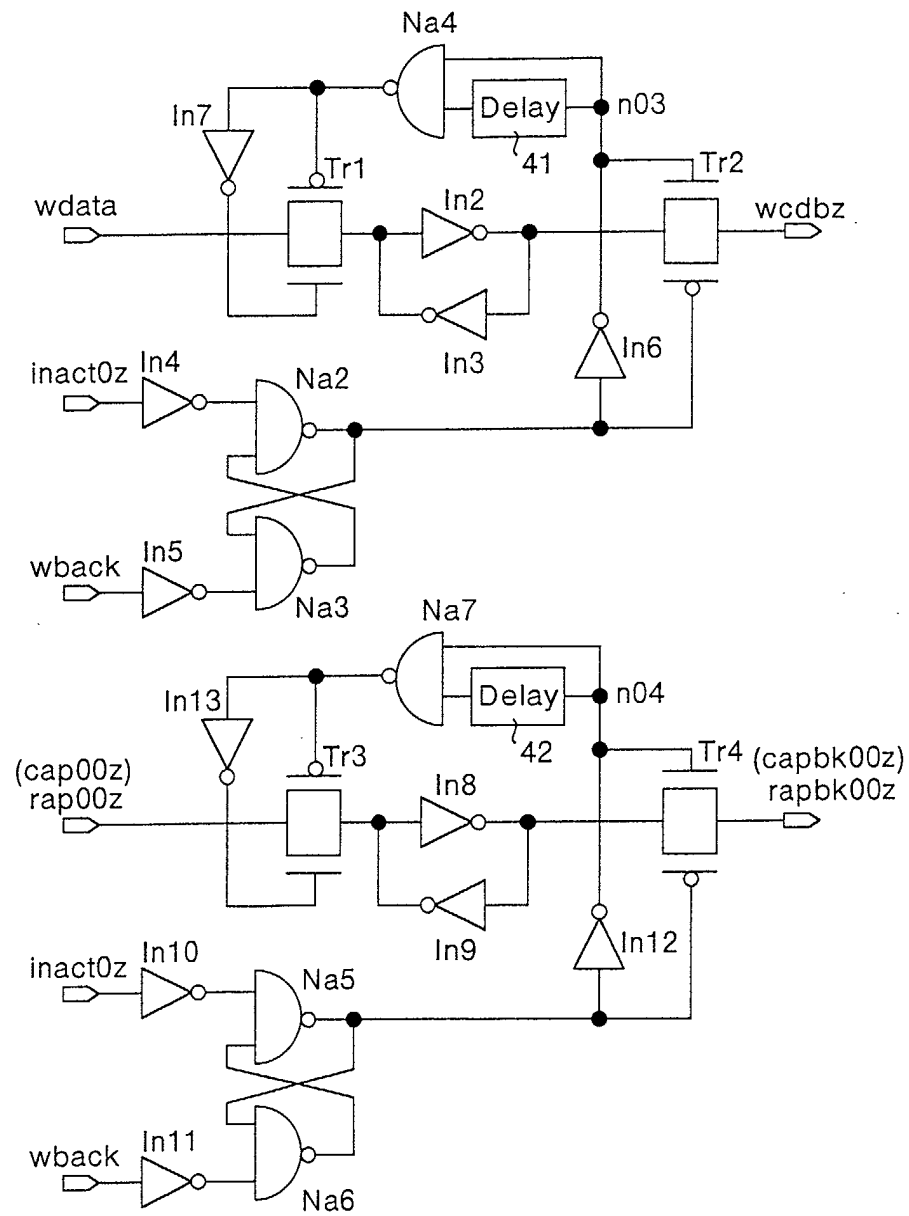 Na4
In7
Delay
n03
41
Tr1
Tr2
wdata
In2
wcdbz
In3
In6
inact0z
In4
Na2
wback
In5
Na3
Na7
In13
Delay
n04
42
Tr3
Tr4
(cap00z)
rap00z
In8
(capbk00z)
rapbk00z
In9
In12
inact0z
In10
Na5
wback
In11
Na6